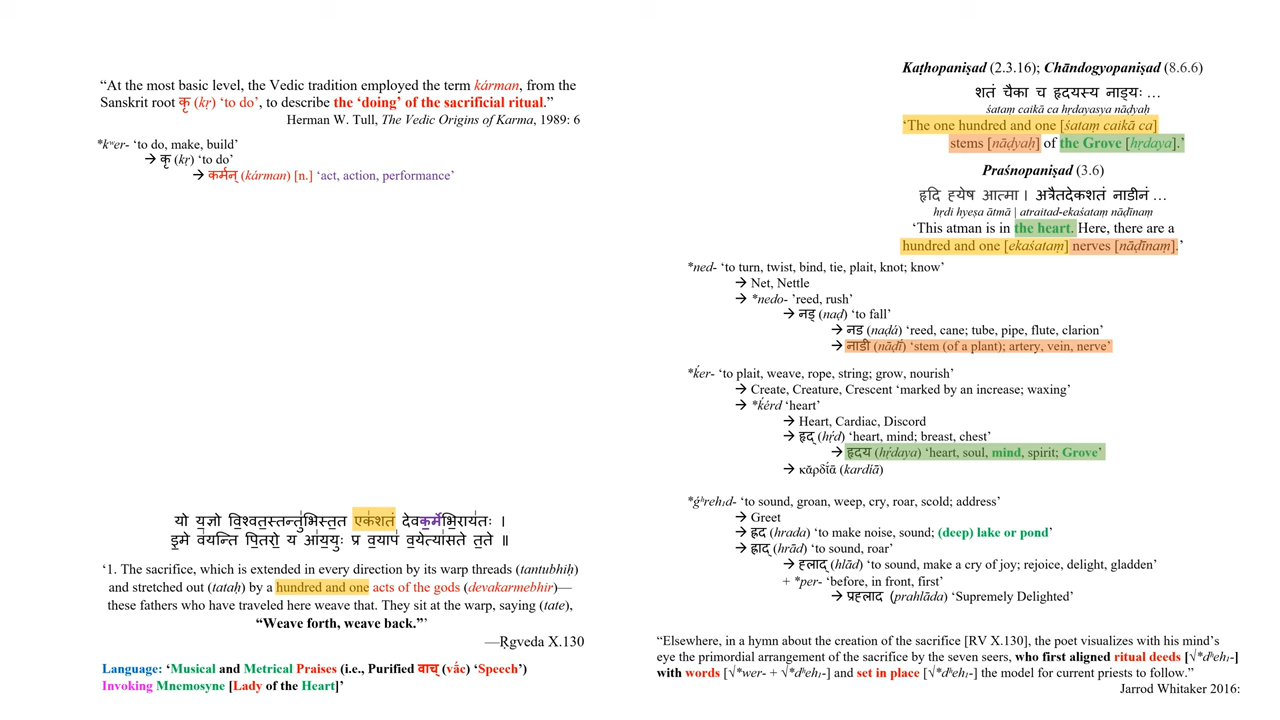 “At the most basic level, the Vedic tradition employed the term kárman, from the
Sanskrit root कृ (kṛ) ‘to do’, to describe the ‘doing’ of the sacrificial ritual.”
Herman W. Tull, The Vedic Origins of Karma, 1989: 6
*kʷer- ‘to do, make, build’
→ कृ (kṛ) ‘to do’
→ कर्मन् (kárman) [n.] ‘act, action, performance’
यो य॒ज्ञो वि॒श्वत॒स्तन्तु॑भिस्त॒त एक॑शतं देवक॒र्मेभि॒राय॑तः ।
इ॒मे व॑यन्ति पि॒तरो॒ य आ॑य॒युः प्र व॒याप॑ व॒येत्या॑सते त॒ते ॥
‘1. The sacrifice, which is extended in every direction by its warp threads (tantubhiḥ)
and stretched out (tataḥ) by a hundred and one acts of the gods (devakarmebhir)—
these fathers who have traveled here weave that. They sit at the warp, saying (tate),
“Weave forth, weave back.”’
—Ṛgveda X.130
Language: ‘Musical and Metrical Praises (i.e., Purified वाच् (vā́c) ‘Speech’)
Invoking Mnemosyne [Lady of the Heart]’
Kaṭhopaniṣad (2.3.16); Chāndogyopaniṣad (8.6.6)
शतं चैका च हृदयस्य नाड्यः …
śataṃ caikā ca hṛdayasya nāḍyaḥ
‘The one hundred and one [śataṃ caikā ca]
stems [nāḍyaḥ] of the Grove [hṛdaya].’
Praśnopaniṣad (3.6)
हृदि ह्येष आत्मा । अत्रैतदेकशतं नाडीनं …
hṛdi hyeṣa ātmā | atraitad-ekaśataṃ nāḍīnaṃ
‘This atman is in the heart. Here, there are a
hundred and one [ekaśataṃ] nerves [nāḍīnaṃ].’
*ned- ‘to turn, twist, bind, tie, plait, knot; know’
→ Net, Nettle
→ *nedo- ’reed, rush’
→ नड् (naḍ) ‘to fall’
→ नड (naḍá) ‘reed, cane; tube, pipe, flute, clarion’
→ नाडी (nāḍī́) ‘stem (of a plant); artery, vein, nerve’
*ḱer- ‘to plait, weave, rope, string; grow, nourish’
→ Create, Creature, Crescent ‘marked by an increase; waxing’
→ *ḱérd ‘heart’
→ Heart, Cardiac, Discord
→ हृद् (hṛ́d) ‘heart, mind; breast, chest’
→ हृदय (hṛ́daya) ‘heart, soul, mind, spirit; Grove’
→ κᾰρδῐ́ᾱ (kardíā)
*ǵʰreh₁d- ‘to sound, groan, weep, cry, roar, scold; address’
→ Greet
→ ह्रद (hrada) ‘to make noise, sound; (deep) lake or pond’
→ ह्राद् (hrād) ‘to sound, roar’
→ ह्लाद (hlād) ‘to sound, make a cry of joy; rejoice, delight, gladden’
+ *per- ‘before, in front, first’
→ प्रह्लाद (prahlāda) ‘Supremely Delighted’
“Elsewhere, in a hymn about the creation of the sacrifice [RV X.130], the poet visualizes with his mind’s
eye the primordial arrangement of the sacrifice by the seven seers, who first aligned ritual deeds [√*dʰeh₁-]
with words [√*wer- + √*dʰeh₁-] and set in place [√*dʰeh₁-] the model for current priests to follow.”
Jarrod Whitaker 2016: